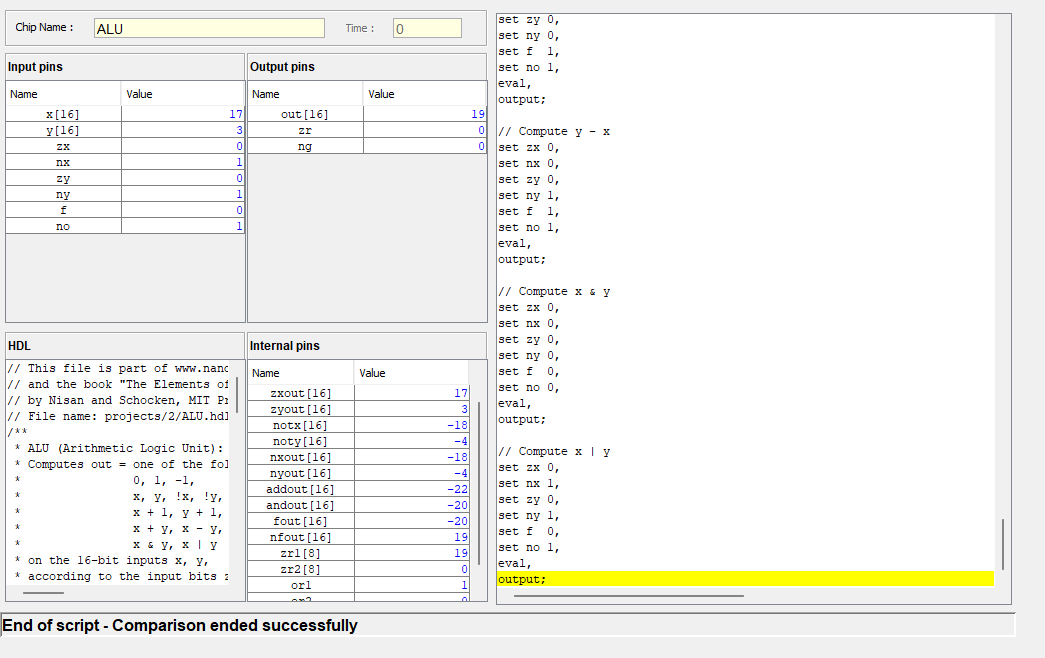 Chip Name :
ALU
Time :
0
Input pins
Name Value
x[16] 17
y[16] 3
zx 0
nx 1
zy 0
ny 1
f 0
no 1
Output pins
Name Value
out[16] 19
zr 0
ng 0
HDL
// This file is part of www.nand
// and the book "The Elements of
// by Nisan and Schocken, MIT Pr
// File name: projects/2/ALU.hdl
/**
* ALU (Arithmetic Logic Unit):
* Computes out = one of the fol
* 0, 1, -1,
* x, y, !x, !y,
* x + 1, y + 1,
* x + y, x - y,
* x & y, x | y
* on the 16-bit inputs x, y,
* according to the input bits z
Internal pins
Name Value
zxout[16] 17
zyout[16] 3
notx[16] -18
noty[16] -4
nxout[16] -18
nyout[16] -4
addout[16] -22
andout[16] -20
fout[16] -20
nfout[16] 19
zr1[8] 19
zr2[8] 0
or1 1
or2 0
set zy 0,
set ny 0,
set f 1,
set no 1,
eval,
output;
// Compute y - x
set zx 0,
set nx 0,
set zy 0,
set ny 1,
set f 1,
set no 1,
eval,
output;
// Compute x & y
set zx 0,
set nx 0,
set zy 0,
set ny 0,
set f 0,
set no 0,
eval,
output;
// Compute x | y
set zx 0,
set nx 1,
set zy 0,
set ny 1,
set f 0,
set no 1,
eval,
output;
End of script - Comparison ended successfully